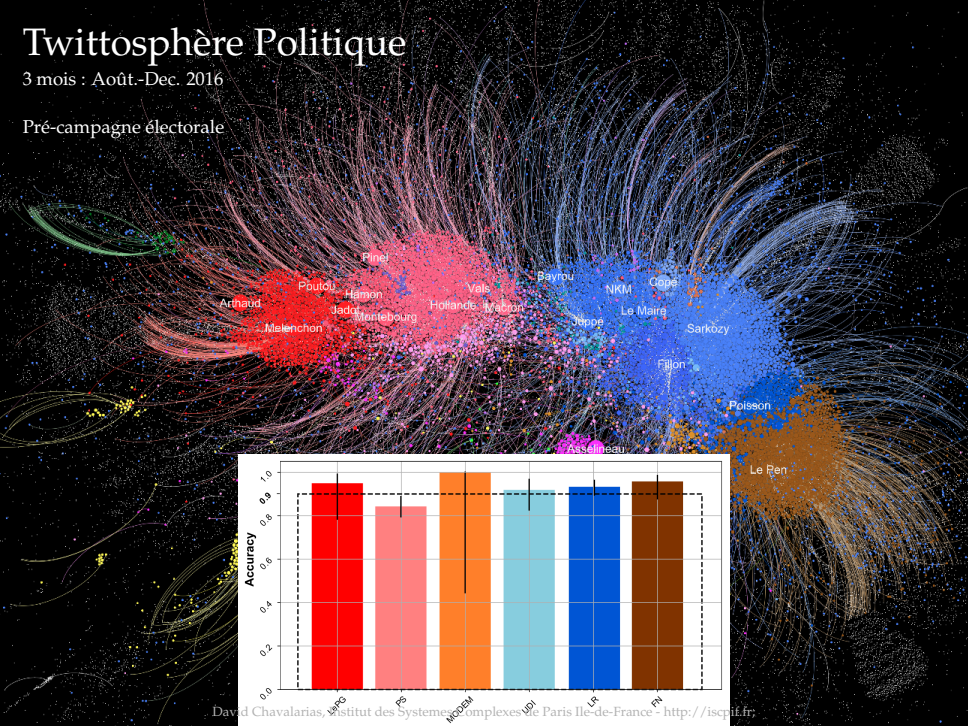 Twittosphère Politique
3 mois : Août.-Dec. 2016
Pré-campagne électorale
Pinel
Poutou
Hamon
Arthaud
Jadot
Montebourg
Melenchon
Vals
Hollande
Macron
Bayrou
NKM
Copé
Le Maire
Juppé
Sarkozy
Fillon
Poisson
Asselineau
Le Pen
Accuracy
1.0
0.9
0.8
0.6
0.4
0.2
0.0
PS
MODEM
UDI
LR
FN
David Chavalarias, Institut des Systemes Complexes de Paris Ile-de-France - http://iscpif.fr;